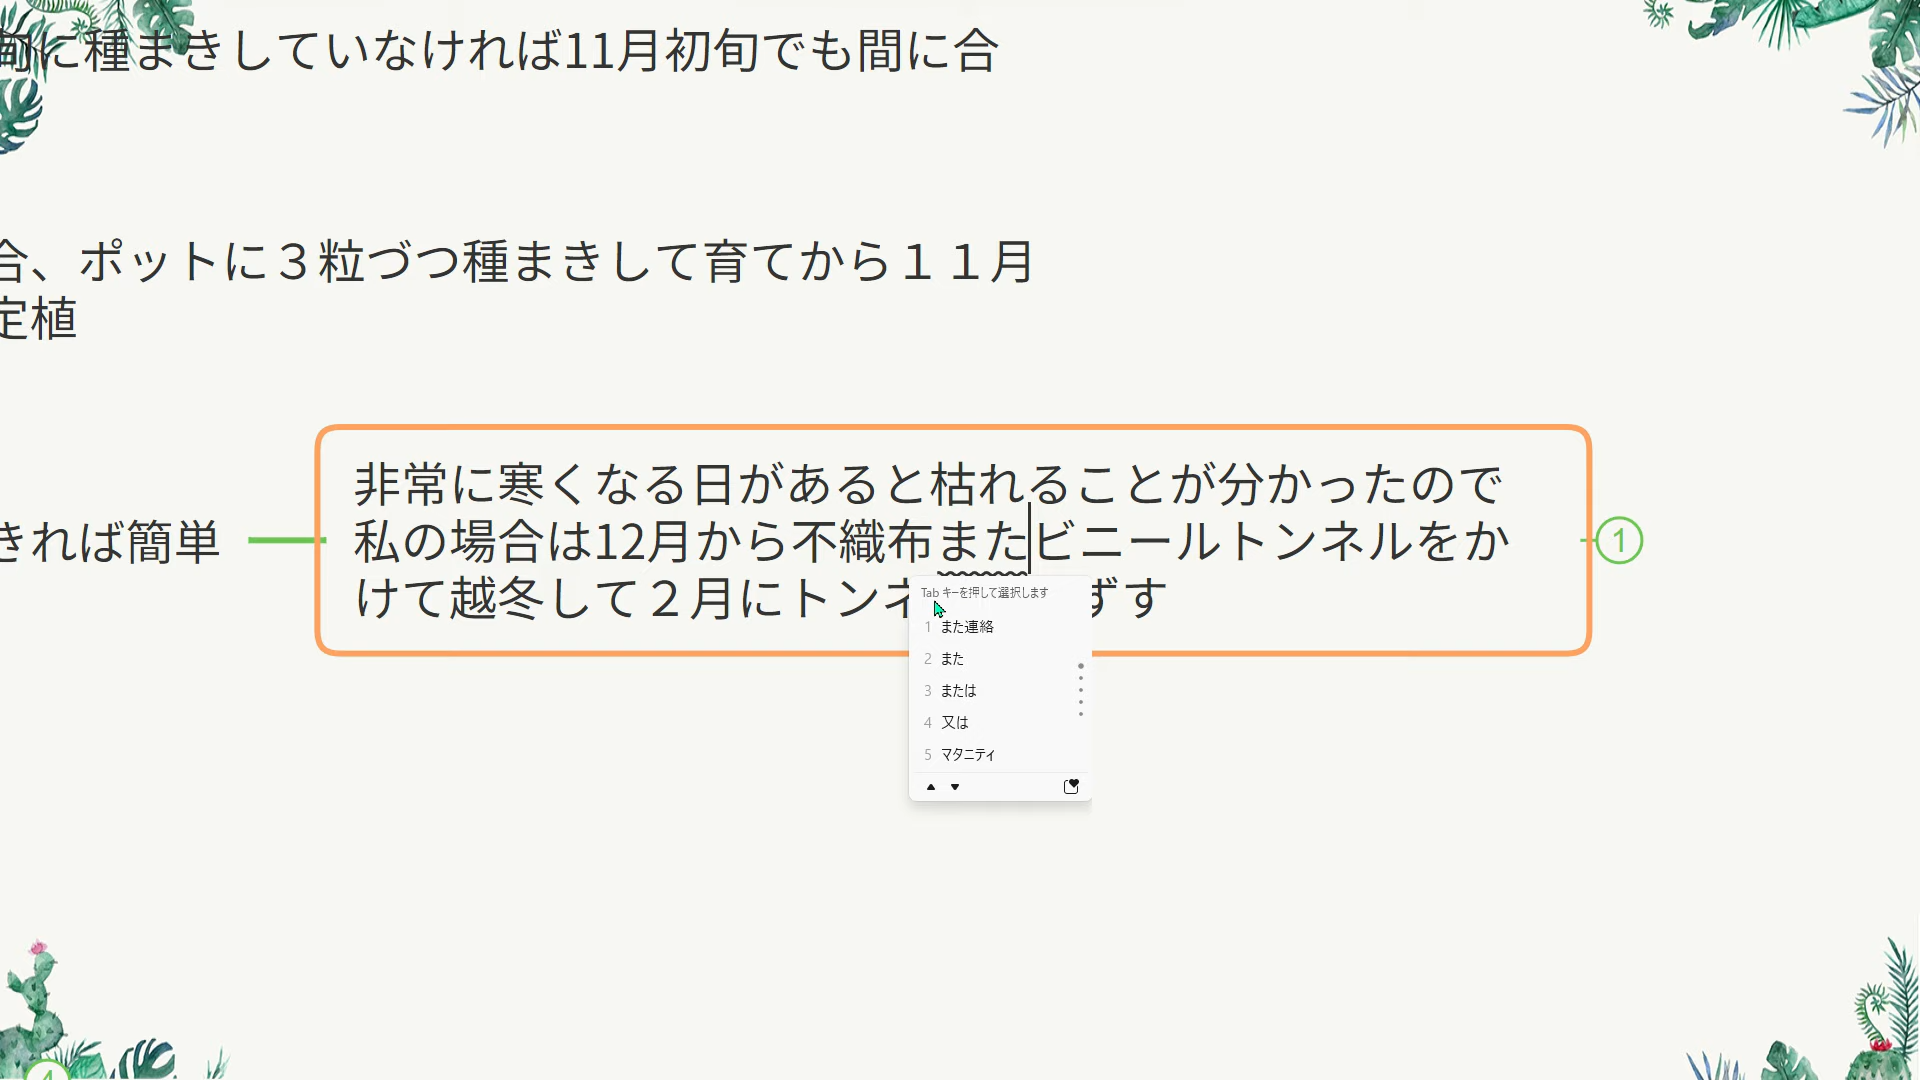 旬に種まきしていなければ11月初旬でも間に合
合、ポットに３粒づつ種まきして育てから１１月
定植
きれば簡単
非常に寒くなる日があると枯れることが分かったので
私の場合は12月から不織布またビニールトンネルをか
けて越冬して２月にトンネ ずす
1
Tab キーを押して選択します
1 また連絡
2 また
3 または
4 又は
5 マタニティ
4